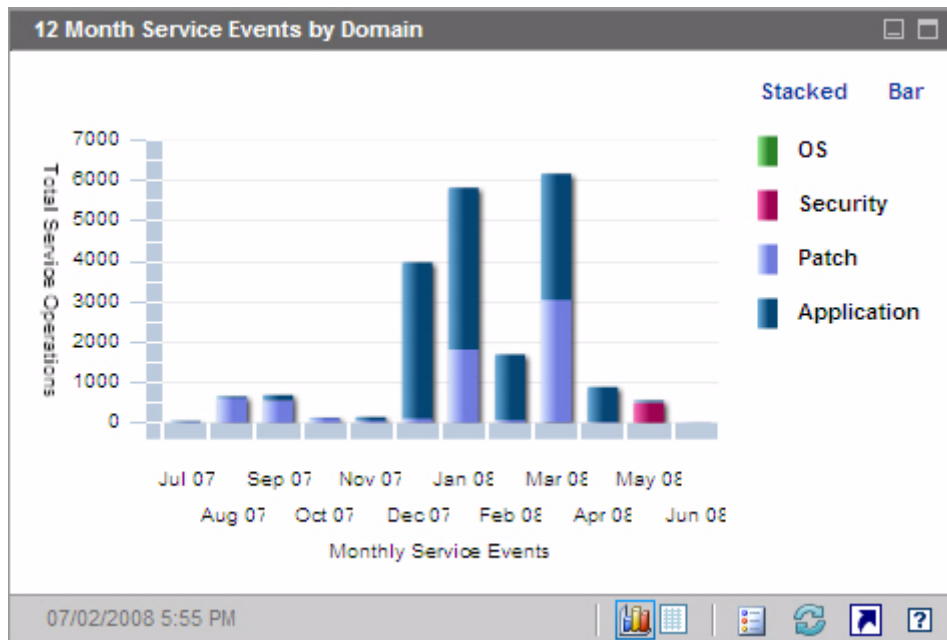 12 Month Service Events by Domain
Stacked Bar
OS
Security
Patch
Application
Total Service Operations
7000
6000
5000
4000
3000
2000
1000
0
Jul 07 Sep 07 Nov 07 Jan 08 Mar 08 May 08
Aug 07 Oct 07 Dec 07 Feb 08 Apr 08 Jun 08
Monthly Service Events
07/02/2008 5:55 PM
?